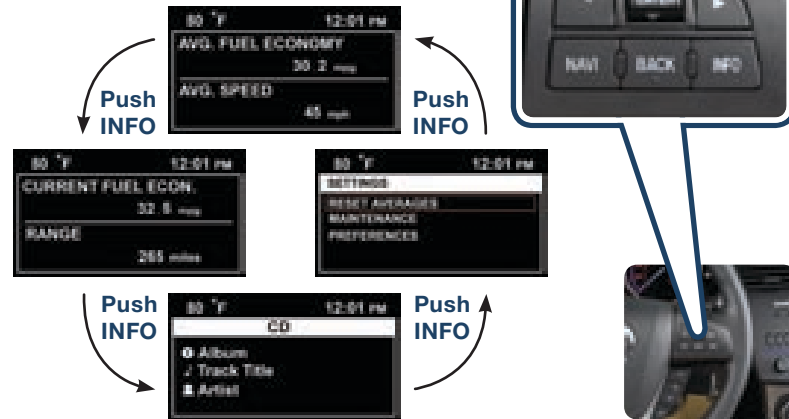 80 °F 12:01 PM
AVG. FUEL ECONOMY
30.2 mpg
AVG. SPEED
45 mph
Push
INFO
Push
INFO
NAVI BACK INFO
80 °F 12:01 PM
CURRENT FUEL ECON.
32.5 mpg
RANGE
265 miles
80 °F 12:01 PM
SETTINGS
RESET AVERAGES
MAINTENANCE
PREFERENCES
Push
INFO
Push
INFO
80 °F 12:01 PM
CD
Album
Track Title
Artist